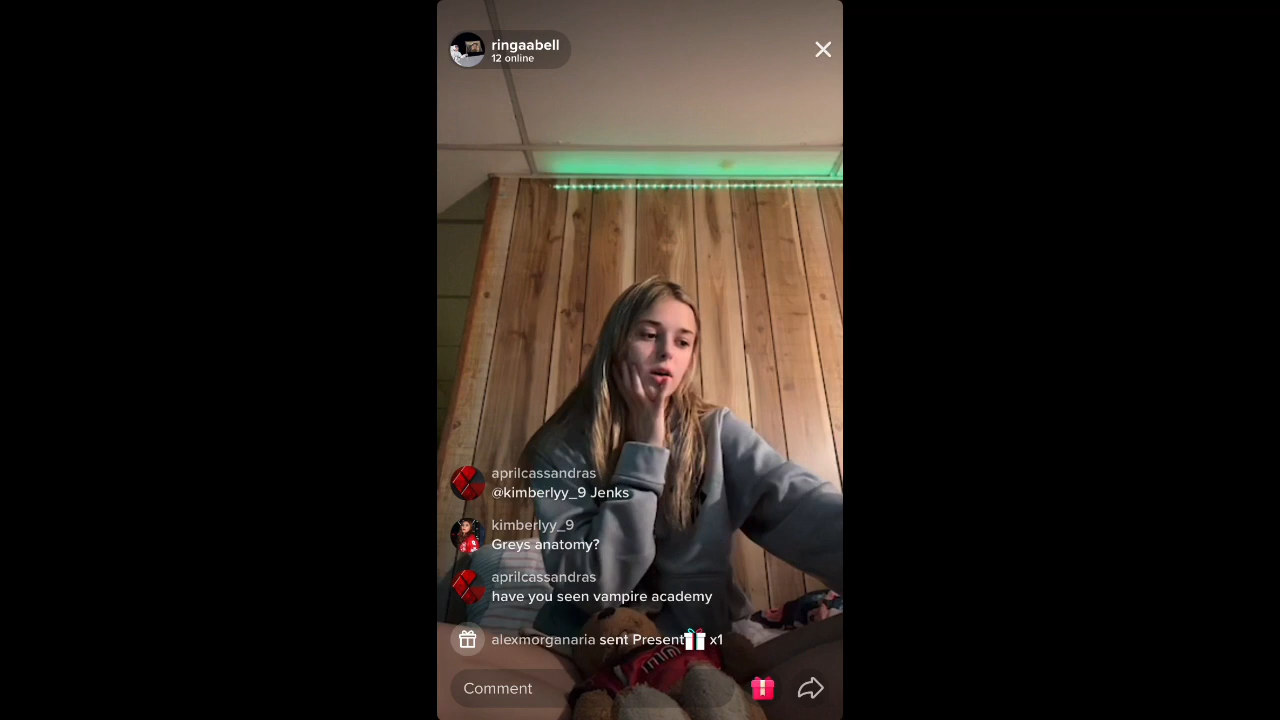 ringaabell
12 online
aprilcassandras
@kimberlyy_9 Jenks
kimberlyy_9
Greys anatomy?
aprilcassandras
have you seen vampire academy
alexmorganaria sent Present x1
Comment